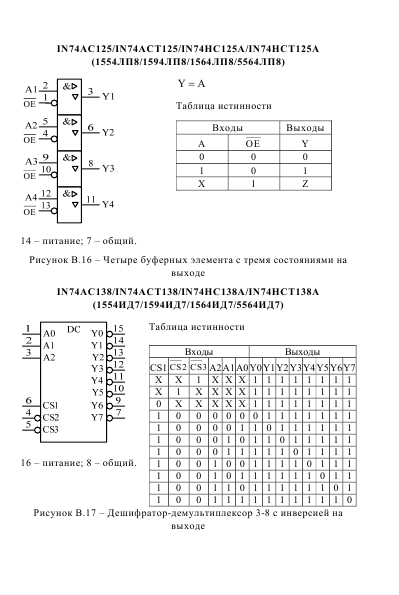 IN74AC125/IN74ACT125/IN74HC125A/IN74HCT125A
(1554ЛП8/1594ЛП8/1564ЛП8/5564ЛП8)
A1 2 &▷ 3 Y1
OE 1 ▽
A2 5 &▷ 6 Y2
OE 4 ▽
A3 9 &▷ 8 Y3
OE 10 ▽
A4 12 &▷ 11 Y4
OE 13 ▽
Y = A
Таблица истинности
Входы Выходы
A OE Y
0 0 0
1 0 1
X 1 Z
14 – питание; 7 – общий.
Рисунок В.16 – Четыре буферных элемента с тремя состояниями на
выходе
IN74AC138/IN74ACT138/IN74HC138A/IN74HCT138A
(1554ИД7/1594ИД7/1564ИД7/5564ИД7)
1 A0 DC Y0 15
2 A1 Y1 14
3 A2 Y2 13
Y3 12
Y4 11
Y5 10
6 CS1 Y6 9
4 CS2 Y7 7
5 CS3
16 – питание; 8 – общий.
Таблица истинности
Входы Выходы
CS1 CS2 CS3 A2 A1 A0 Y0 Y1 Y2 Y3 Y4 Y5 Y6 Y7
X X 1 X X X 1 1 1 1 1 1 1 1
X 1 X X X X 1 1 1 1 1 1 1 1
0 X X X X X 1 1 1 1 1 1 1 1
1 0 0 0 0 0 0 1 1 1 1 1 1 1
1 0 0 0 0 1 1 0 1 1 1 1 1 1
1 0 0 0 1 0 1 1 0 1 1 1 1 1
1 0 0 0 1 1 1 1 1 0 1 1 1 1
1 0 0 1 0 0 1 1 1 1 0 1 1 1
1 0 0 1 0 1 1 1 1 1 1 0 1 1
1 0 0 1 1 0 1 1 1 1 1 1 0 1
1 0 0 1 1 1 1 1 1 1 1 1 1 0
Рисунок В.17 – Дешифратор-демультиплексор 3-8 с инверсией на
выходе